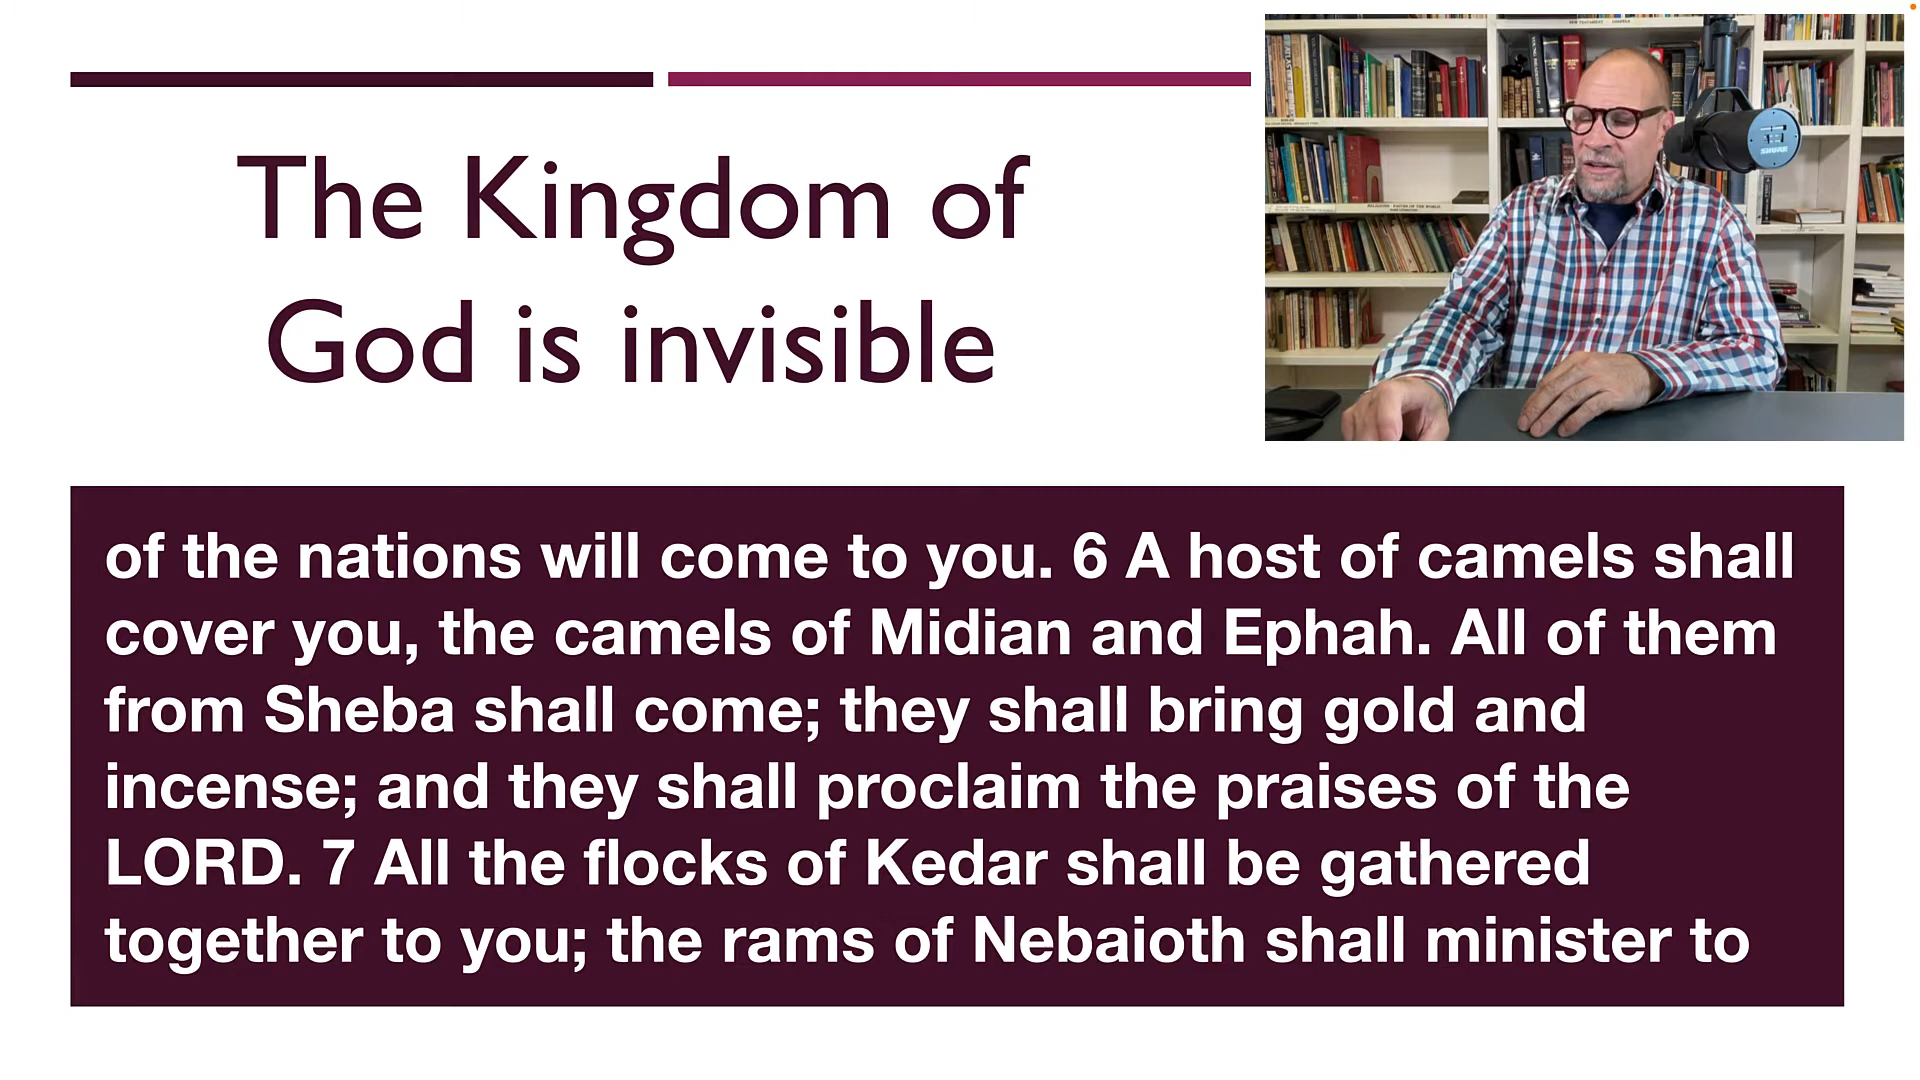 The Kingdom of
God is invisible
SHURE
of the nations will come to you. 6 A host of camels shall
cover you, the camels of Midian and Ephah. All of them
from Sheba shall come; they shall bring gold and
incense; and they shall proclaim the praises of the
LORD. 7 All the flocks of Kedar shall be gathered
together to you; the rams of Nebaioth shall minister to